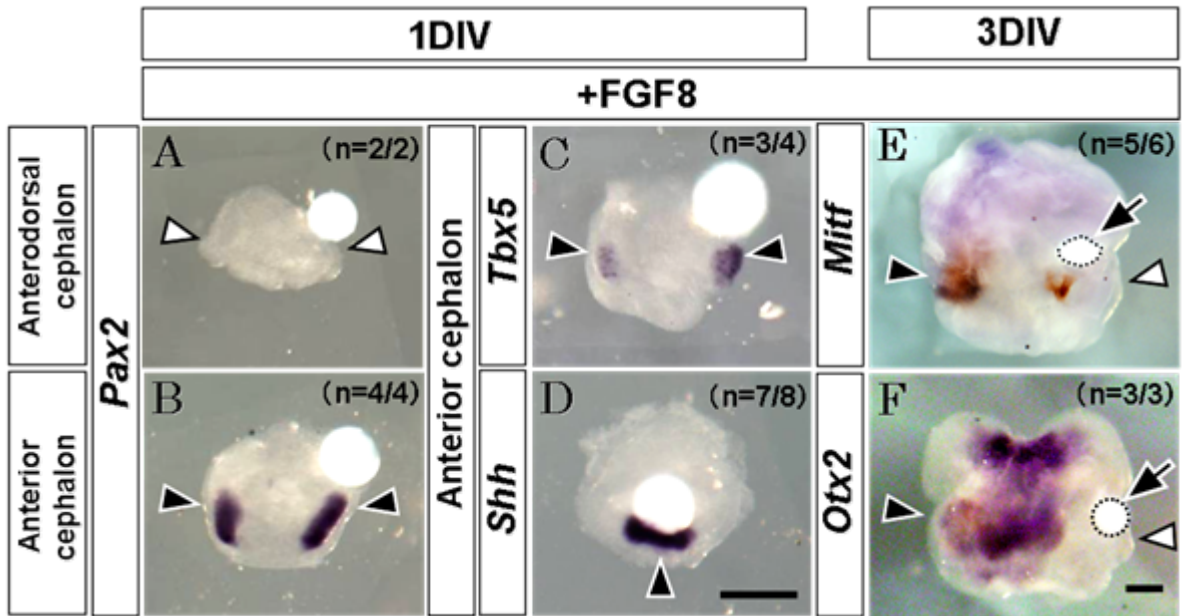 1DIV
3DIV
+FGF8
Anterodorsal
cephalon
Pax2
A
(n=2/2)
Anterior cephalon
Tbx5
C
(n=3/4)
Mitf
E
(n=5/6)
Anterior
cephalon
B
(n=4/4)
Shh
D
(n=7/8)
Otx2
F
(n=3/3)